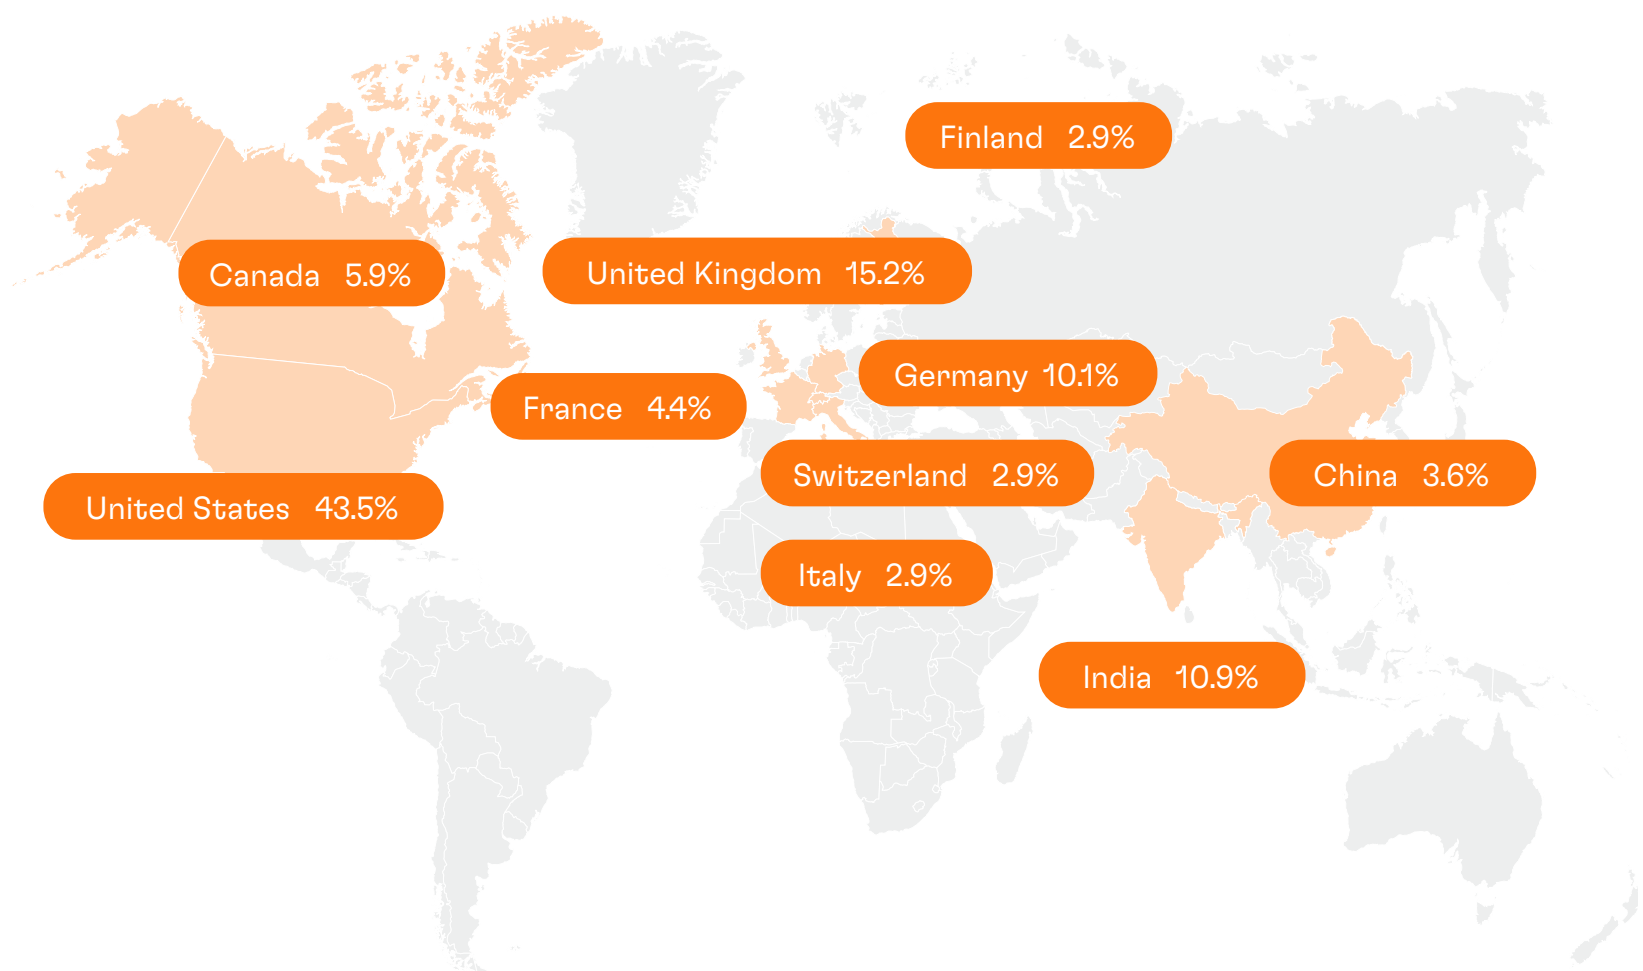 Finland 2.9%
Canada 5.9%
United Kingdom 15.2%
Germany 10.1%
France 4.4%
Switzerland 2.9%
China 3.6%
United States 43.5%
Italy 2.9%
India 10.9%